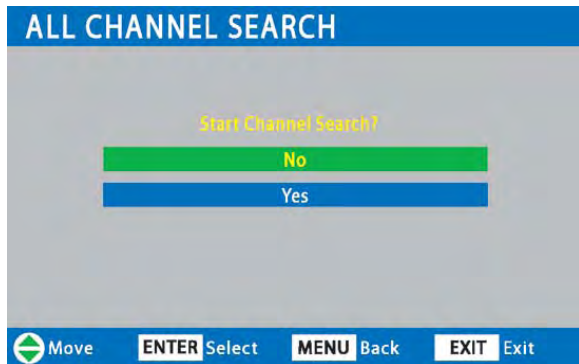 ALL CHANNEL SEARCH
Start Channel Search?
No
Yes
Move ENTER Select MENU Back EXIT Exit